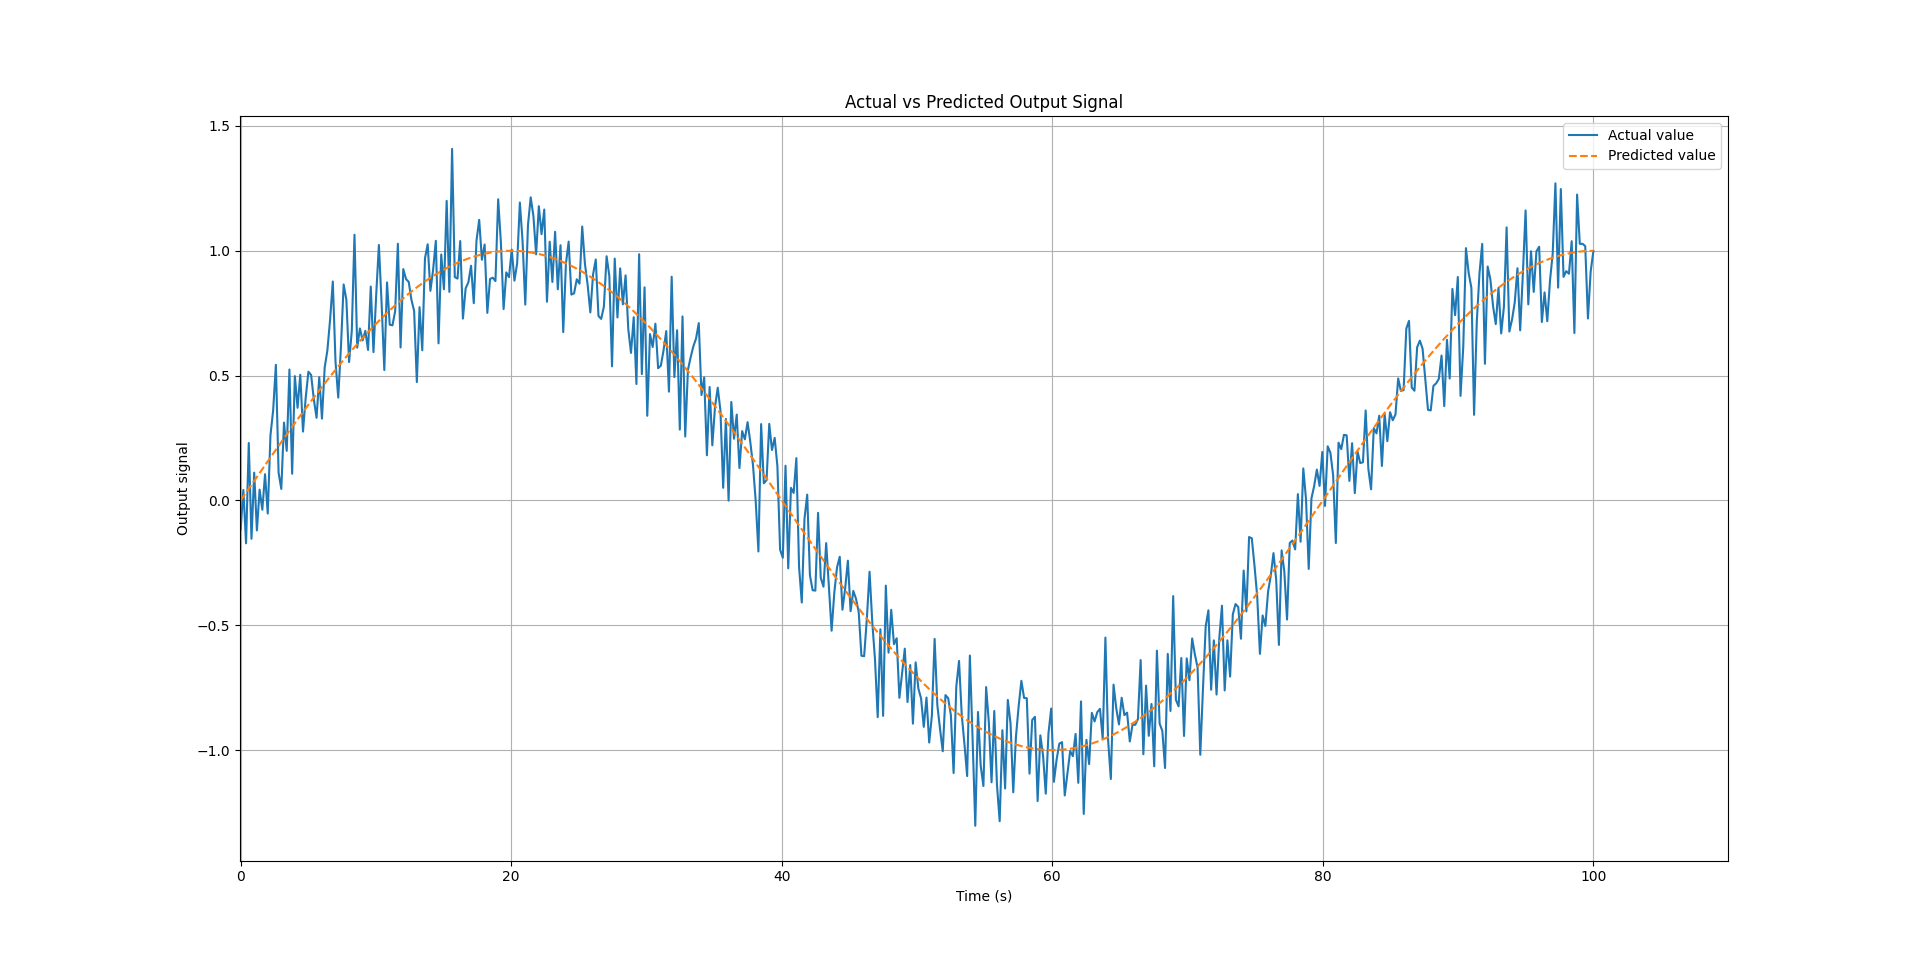 Actual vs Predicted Output Signal
1.5
1.0
0.5
0.0
−0.5
−1.0
Output signal
Actual value
Predicted value
0 20 40 60 80 100
Time (s)